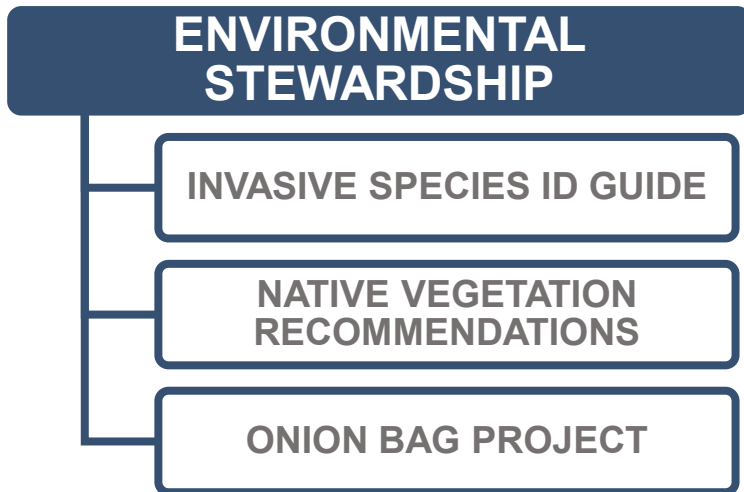 ENVIRONMENTAL
STEWARDSHIP
INVASIVE SPECIES ID GUIDE
NATIVE VEGETATION
RECOMMENDATIONS
ONION BAG PROJECT